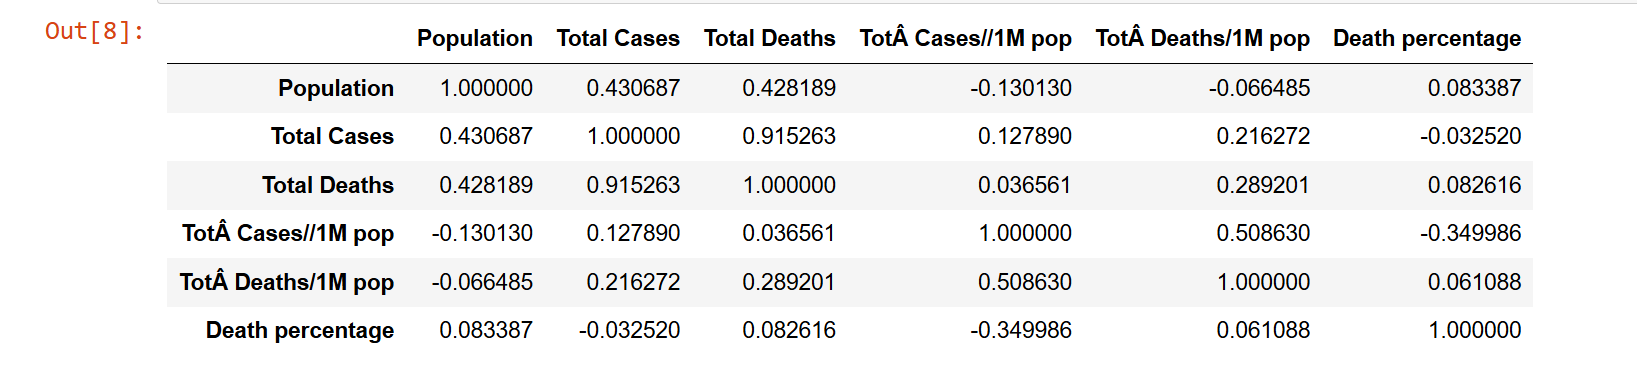 Out[8]:
Population Total Cases Total Deaths TotÂ Cases//1M pop TotÂ Deaths/1M pop Death percentage
Population 1.000000 0.430687 0.428189 -0.130130 -0.066485 0.083387
Total Cases 0.430687 1.000000 0.915263 0.127890 0.216272 -0.032520
Total Deaths 0.428189 0.915263 1.000000 0.036561 0.289201 0.082616
TotÂ Cases//1M pop -0.130130 0.127890 0.036561 1.000000 0.508630 -0.349986
TotÂ Deaths/1M pop -0.066485 0.216272 0.289201 0.508630 1.000000 0.061088
Death percentage 0.083387 -0.032520 0.082616 -0.349986 0.061088 1.000000